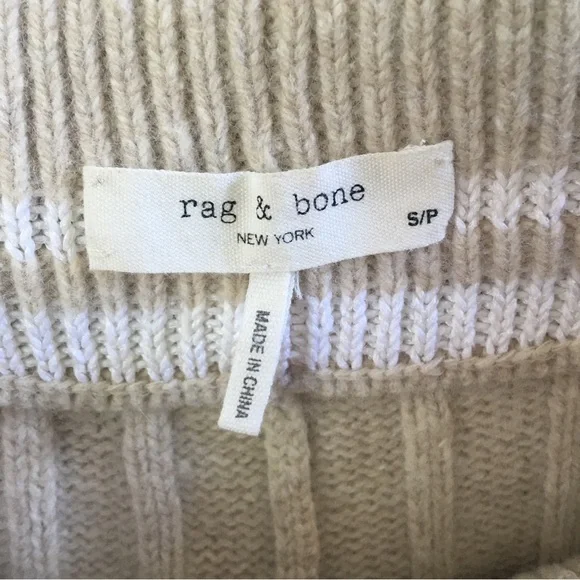 rag & bone
NEW YORK
S/P
MADE IN CHINA